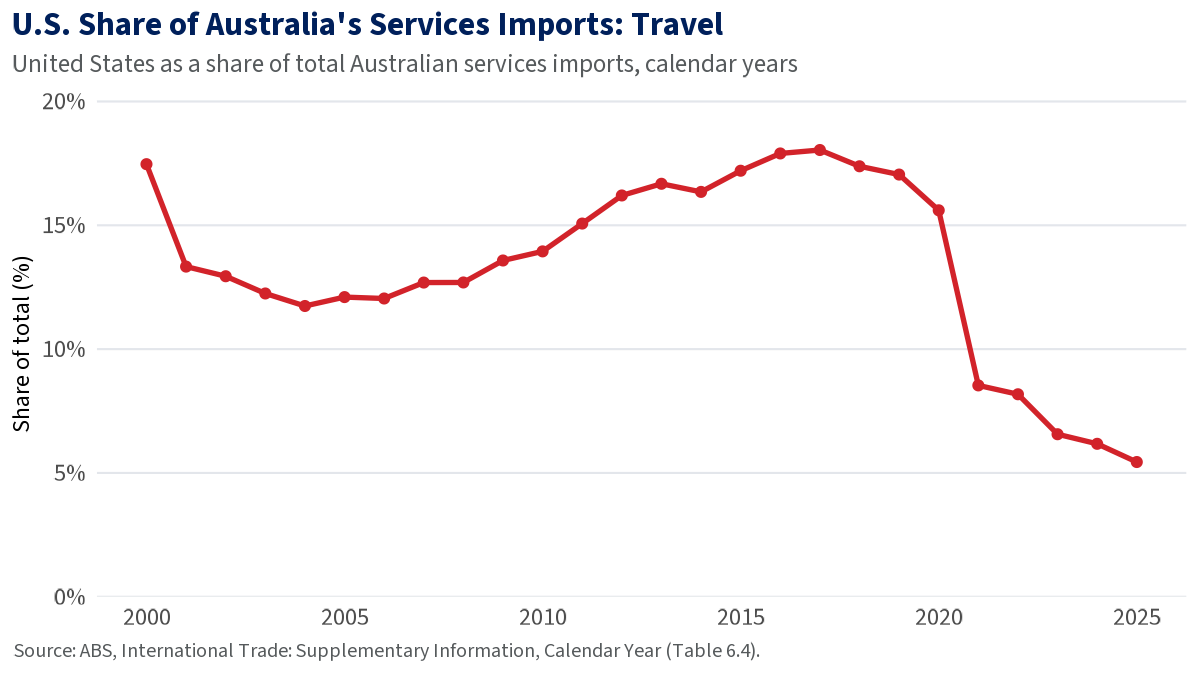 U.S. Share of Australia's Services Imports: Travel
United States as a share of total Australian services imports, calendar years
Share of total (%)
20%
15%
10%
5%
0%
2000 2005 2010 2015 2020 2025
Source: ABS, International Trade: Supplementary Information, Calendar Year (Table 6.4).